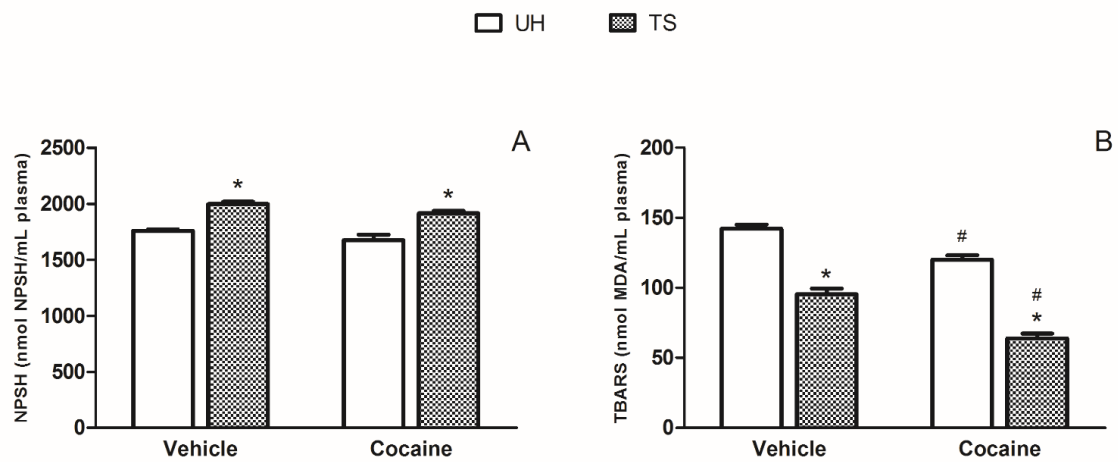 UH TS
A
NPSH (nmol NPSH/mL plasma)
2500
2000
1500
1000
500
0
* *
Vehicle Cocaine
B
TBARS (nmol MDA/mL plasma)
200
150
100
50
0
*
#
#
*
Vehicle Cocaine